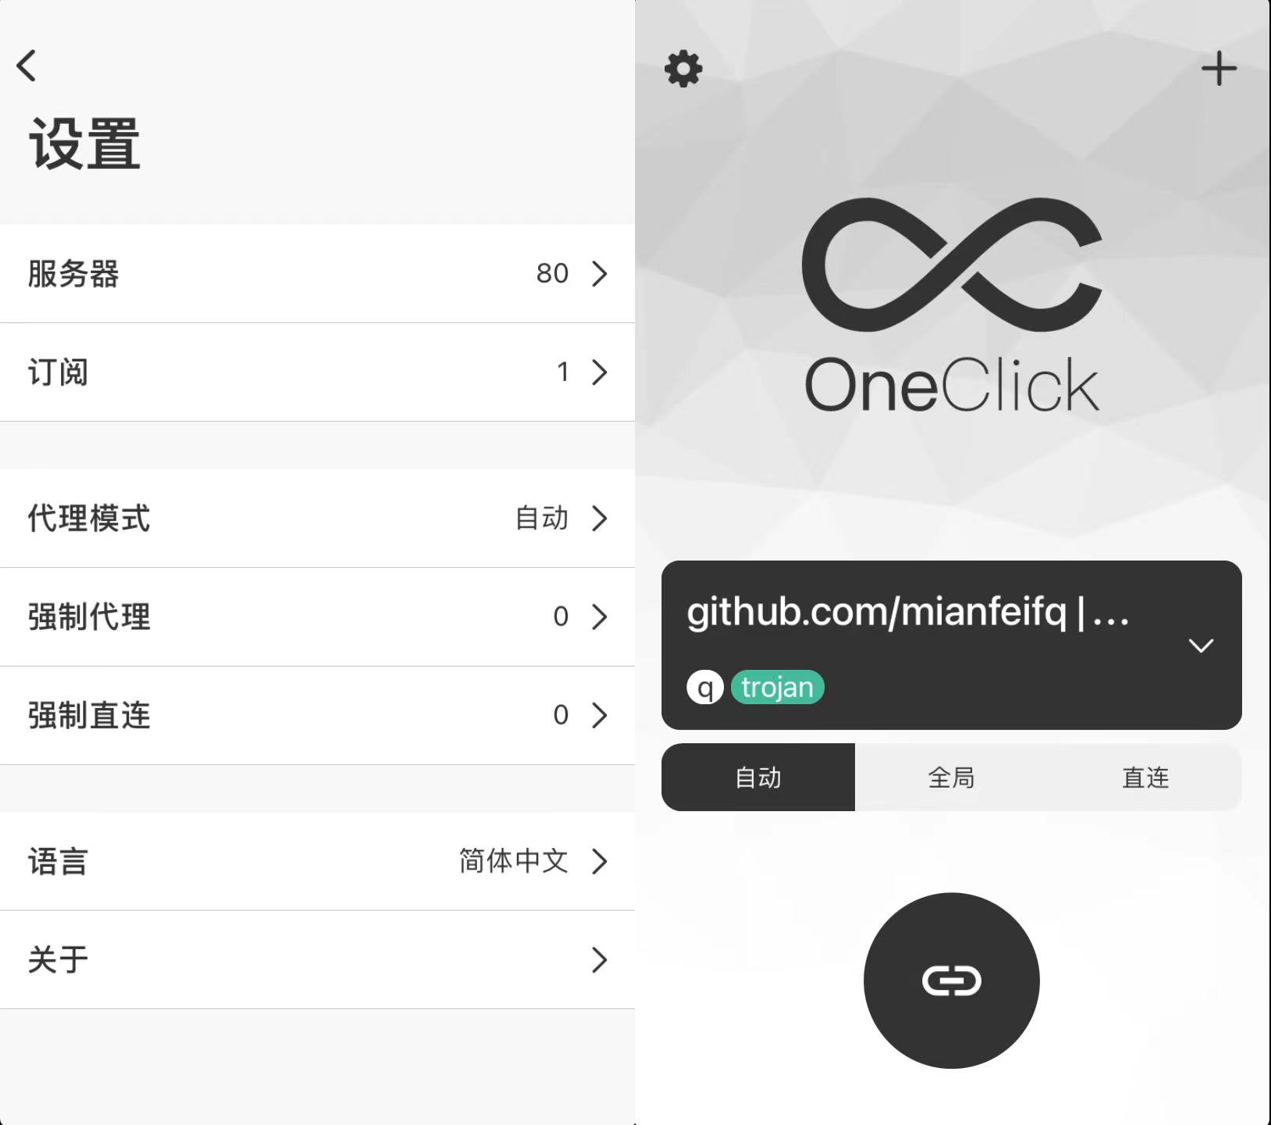 设置
服务器 80
订阅 1
代理模式 自动
强制代理 0
强制直连 0
语言 简体中文
关于
OneClick
github.com/mianfeifq | ...
q trojan
自动 全局 直连